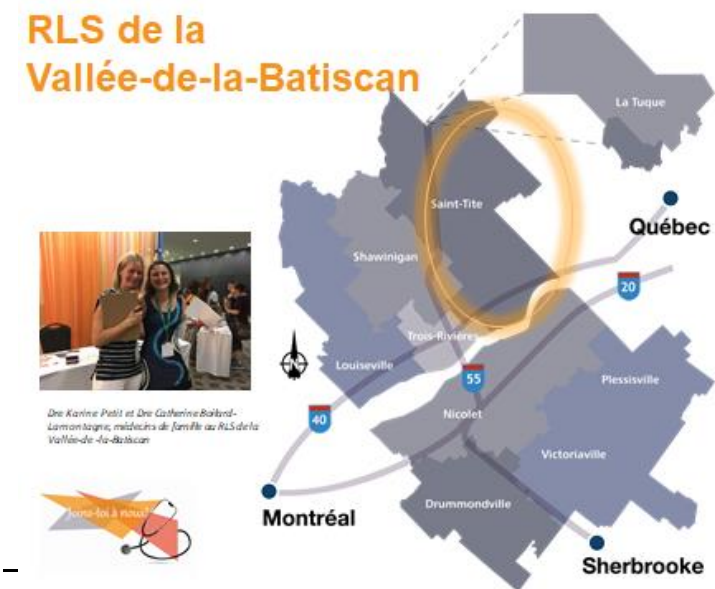 RLS de la
Vallée-de-la-Batiscan
La Tuque
Saint-Tite
Québec
Shawinigan
20
Trois-Rivières
Louiseville
55
Plessisville
Dre Karine Petit et Dre Catherine
Lamontagne, médecins de famille au RLS de la
Vallée-de-la-Batiscan
Nicolet
40
Victoriaville
Joins-toi à nous!
Montréal
Drummondville
Sherbrooke